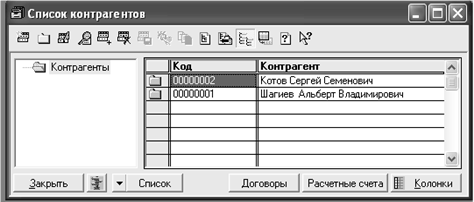 Список контрагентов
Контрагенты
Код Контрагент
00000002 Котов Сергей Семенович
00000001 Шагиев Альберт Владимирович
Закрыть Список Договоры Расчетные счета Колонки